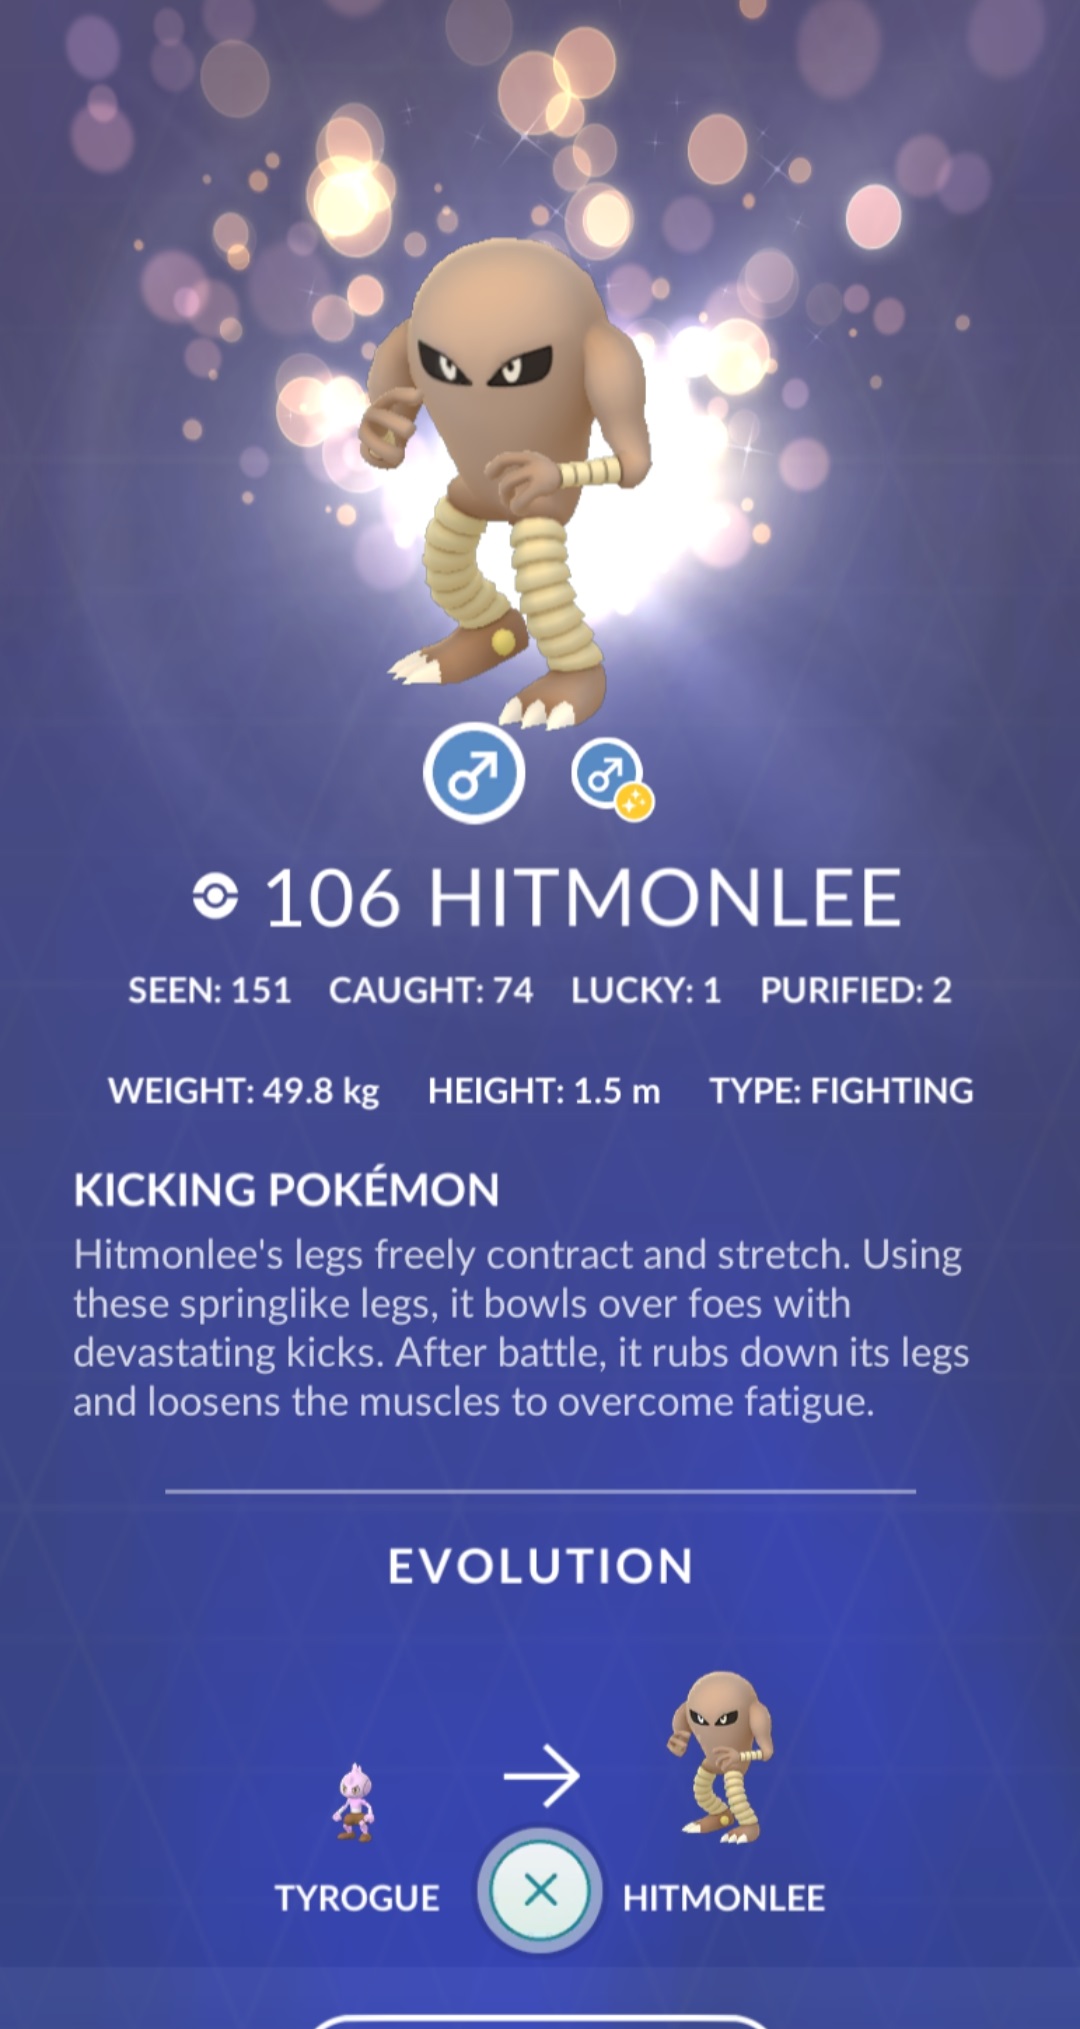 106 HITMONLEE
SEEN: 151 CAUGHT: 74 LUCKY: 1 PURIFIED: 2
WEIGHT: 49.8 kg HEIGHT: 1.5 m TYPE: FIGHTING
KICKING POKÉMON
Hitmonlee's legs freely contract and stretch. Using
these springlike legs, it bowls over foes with
devastating kicks. After battle, it rubs down its legs
and loosens the muscles to overcome fatigue.
EVOLUTION
TYROGUE HITMONLEE